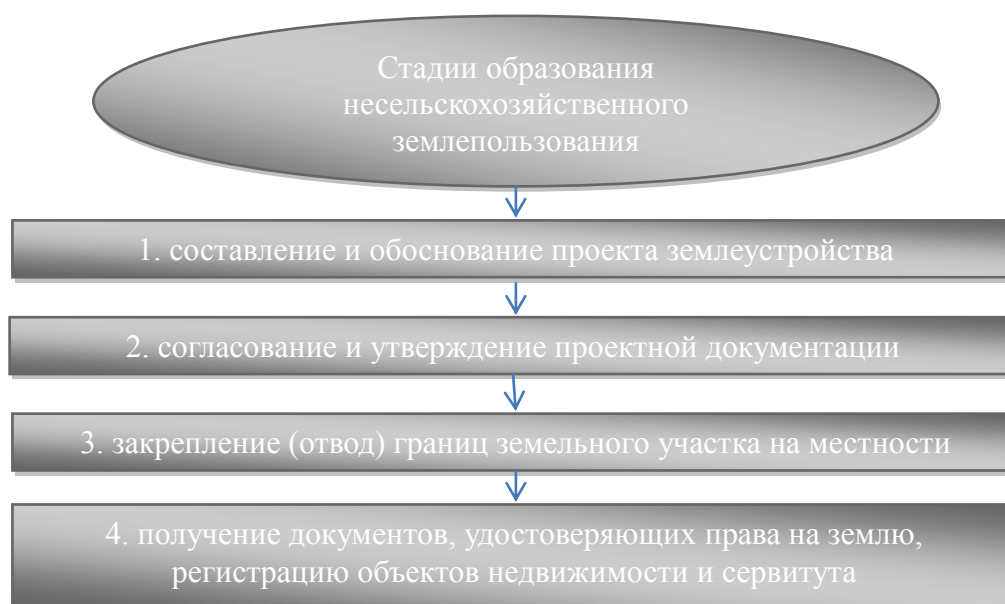 Стадии образования
несельскохозяйственного
землепользования
1. составление и обоснование проекта землеустройства
2. согласование и утверждение проектной документации
3. закрепление (отвод) границ земельного участка на местности
4. получение документов, удостоверяющих права на землю,
регистрацию объектов недвижимости и сервитута